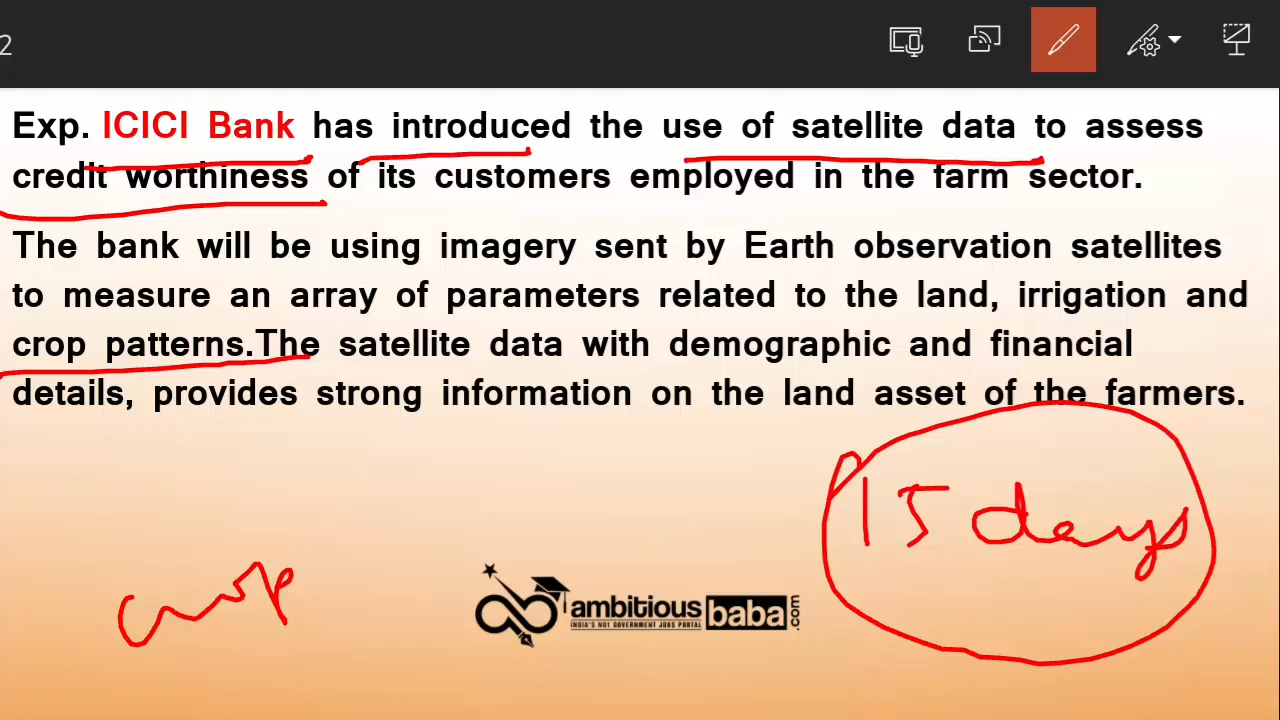 2
Exp. ICICI Bank has introduced the use of satellite data to assess
credit worthiness of its customers employed in the farm sector.
The bank will be using imagery sent by Earth observation satellites
to measure an array of parameters related to the land, irrigation and
crop patterns.The satellite data with demographic and financial
details, provides strong information on the land asset of the farmers.
15 days
crop
ambitiousbaba.com
INDIA'S NO1 GOVERNMENT JOBS PORTAL